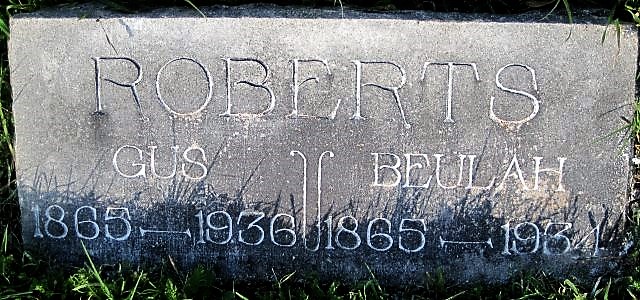 ROBERTS
GUS BEULAH
1865 — 1936 1865 — 1934